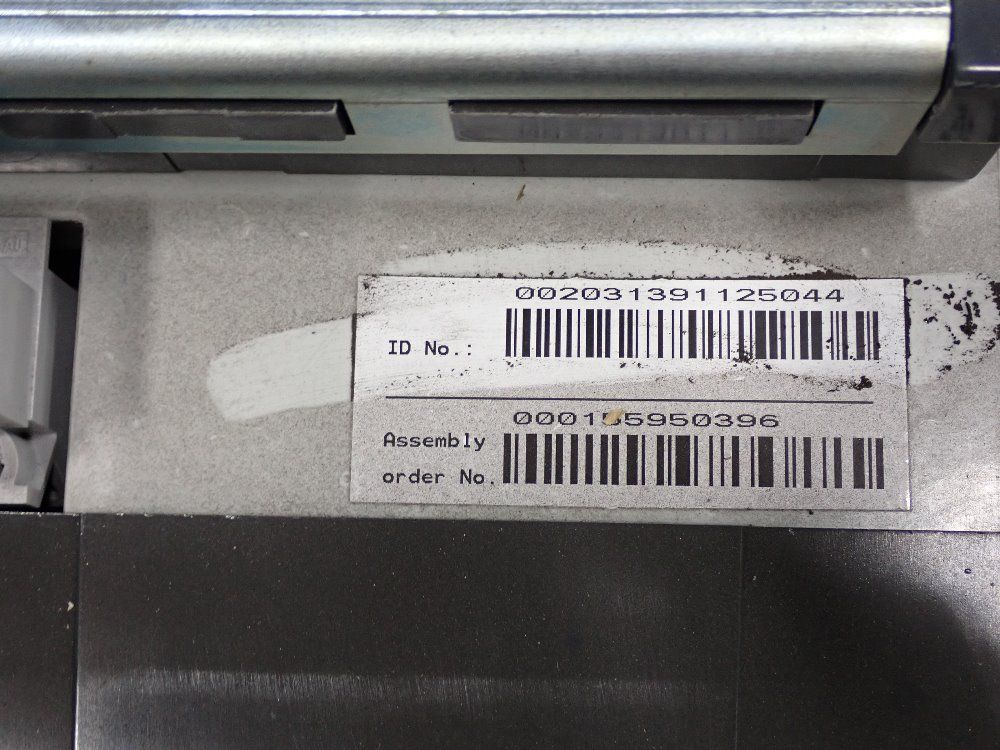 002031391125044
ID No.:
Assembly
order No.